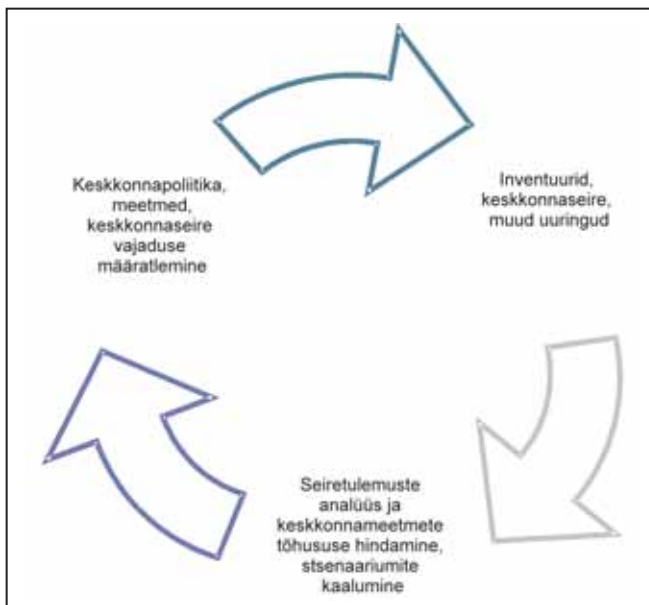 Keskkonnapoliitika,
meetmed,
keskkonnaseire
vajaduse
määratlemine
Inventuurid,
keskkonnaseire,
muud uuringud
Seiretulemuste
analüüs ja
keskkonnameetmete
tõhususe hindamine,
stsenaariumite
kaalumine